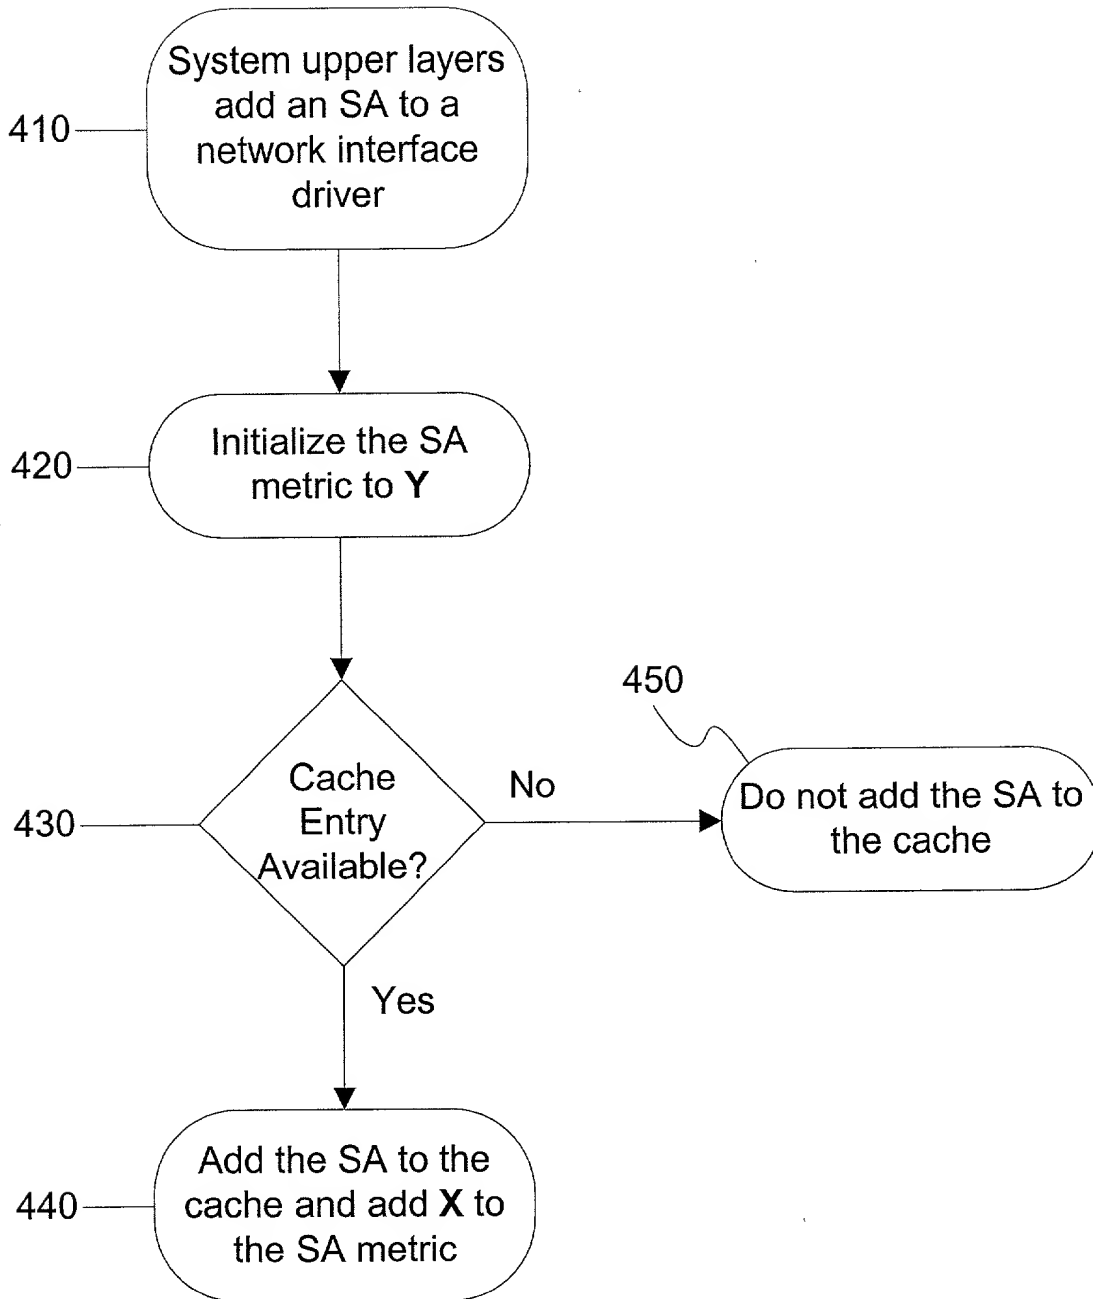 System upper layers
add an SA to a
network interface
driver
410
Initialize the SA
metric to Y
420
450
Cache
Entry
Available?
430
No
Do not add the SA to
the cache
Yes
Add the SA to the
cache and add X to
the SA metric
440